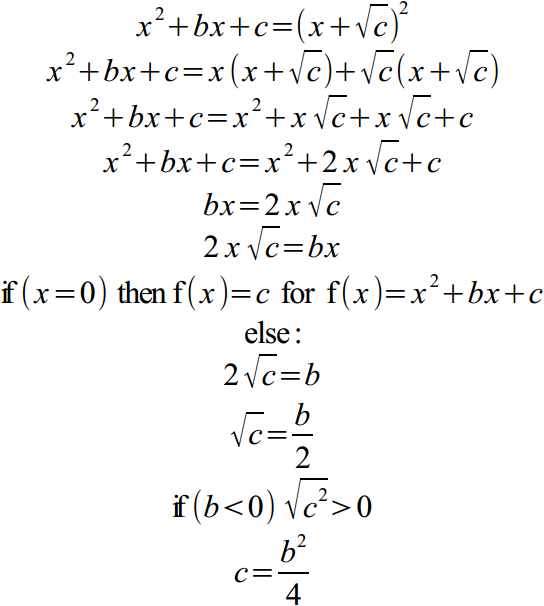 x²+bx+c=(x+√c)²
x²+bx+c=x(x+√c)+√c(x+√c)
x²+bx+c=x²+x√c+x√c+c
x²+bx+c=x²+2x√c+c
bx=2x√c
2x√c=bx
if(x=0) then f(x)=c for f(x)=x²+bx+c
else:
2√c=b
√c=b/2
if(b<0) √c²>0
c=b²/4